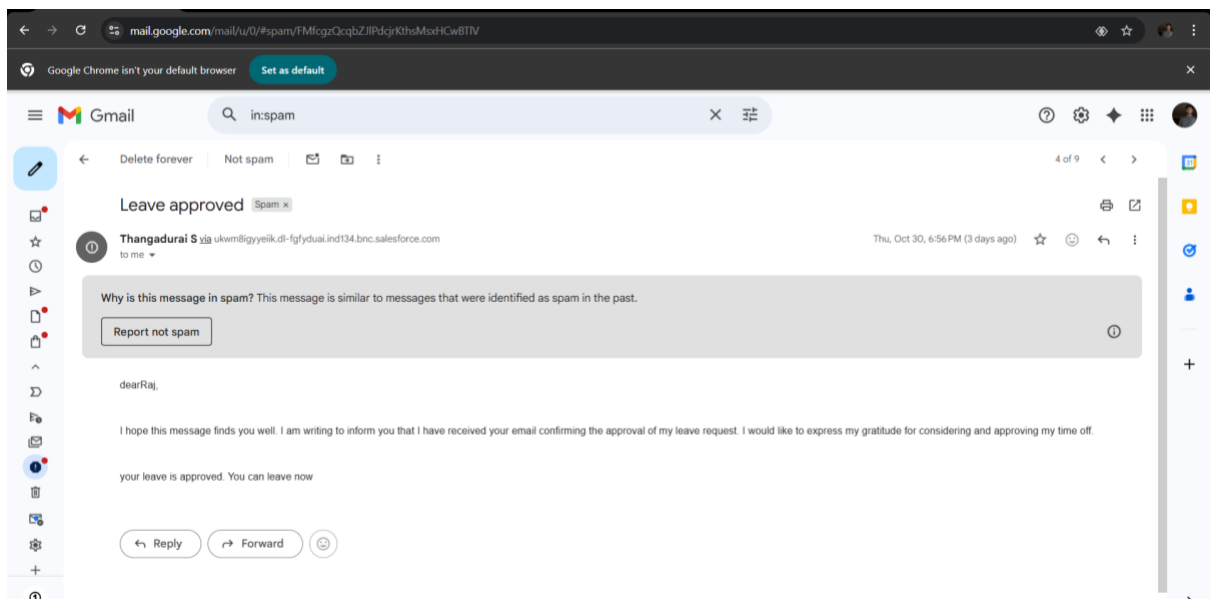 mail.google.com/mail/u/0/#spam/FMfcgzQcqbZJlPdcjrKthsMsxHCwBTlV
Google Chrome isn't your default browser Set as default
Gmail
in:spam
Delete forever Not spam 4 of 9
Leave approved Spam ×
Thangadurai S via ukwm8igyyeiik.dl-fgfyduai.ind134.bnc.salesforce.com Thu, Oct 30, 6:56 PM (3 days ago)
to me
Why is this message in spam? This message is similar to messages that were identified as spam in the past.
Report not spam
dearRaj,
I hope this message finds you well. I am writing to inform you that I have received your email confirming the approval of my leave request. I would like to express my gratitude for considering and approving my time off.
your leave is approved. You can leave now
Reply Forward